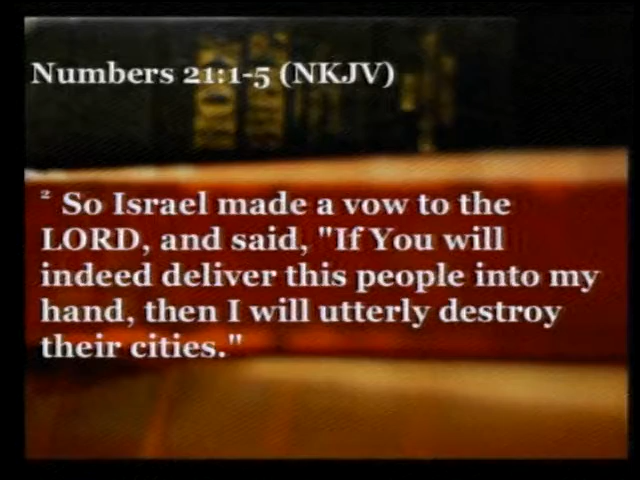 Numbers 21:1-5 (NKJV)
² So Israel made a vow to the
LORD, and said, "If You will
indeed deliver this people into my
hand, then I will utterly destroy
their cities."